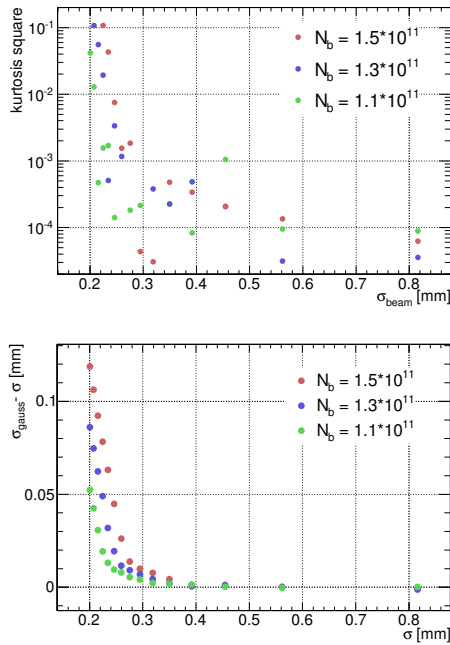 kurtosis square
10⁻¹
10⁻²
10⁻³
10⁻⁴
N_b = 1.5*10¹¹
N_b = 1.3*10¹¹
N_b = 1.1*10¹¹
0.2 0.3 0.4 0.5 0.6 0.7 0.8
σ_beam [mm]
σ_gauss- σ [mm]
0.1
0.05
0
N_b = 1.5*10¹¹
N_b = 1.3*10¹¹
N_b = 1.1*10¹¹
0.2 0.3 0.4 0.5 0.6 0.7 0.8
σ [mm]